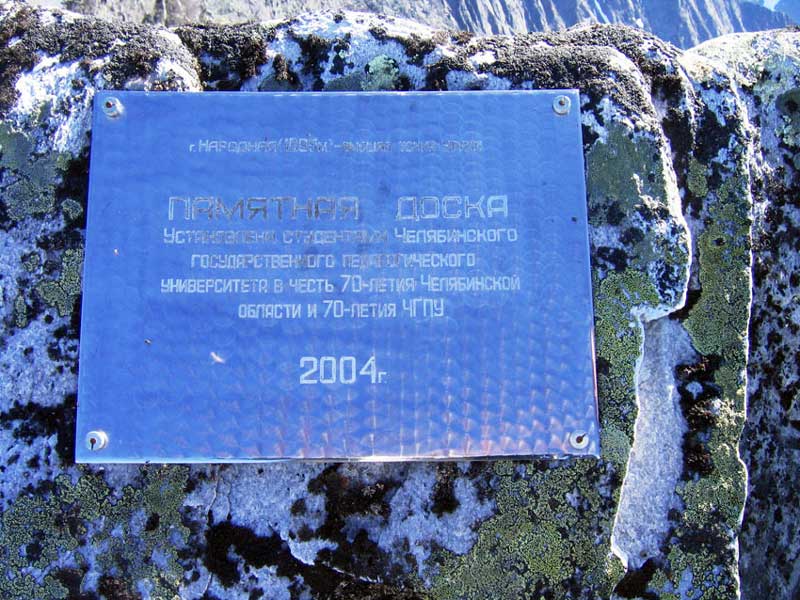 г. Народная (1895м) - высшая точка Урала
ПАМЯТНАЯ ДОСКА
Установлена студентами Челябинского
государственного педагогического
университета в честь 70-летия Челябинской
области и 70-летия ЧГПУ
2004г.